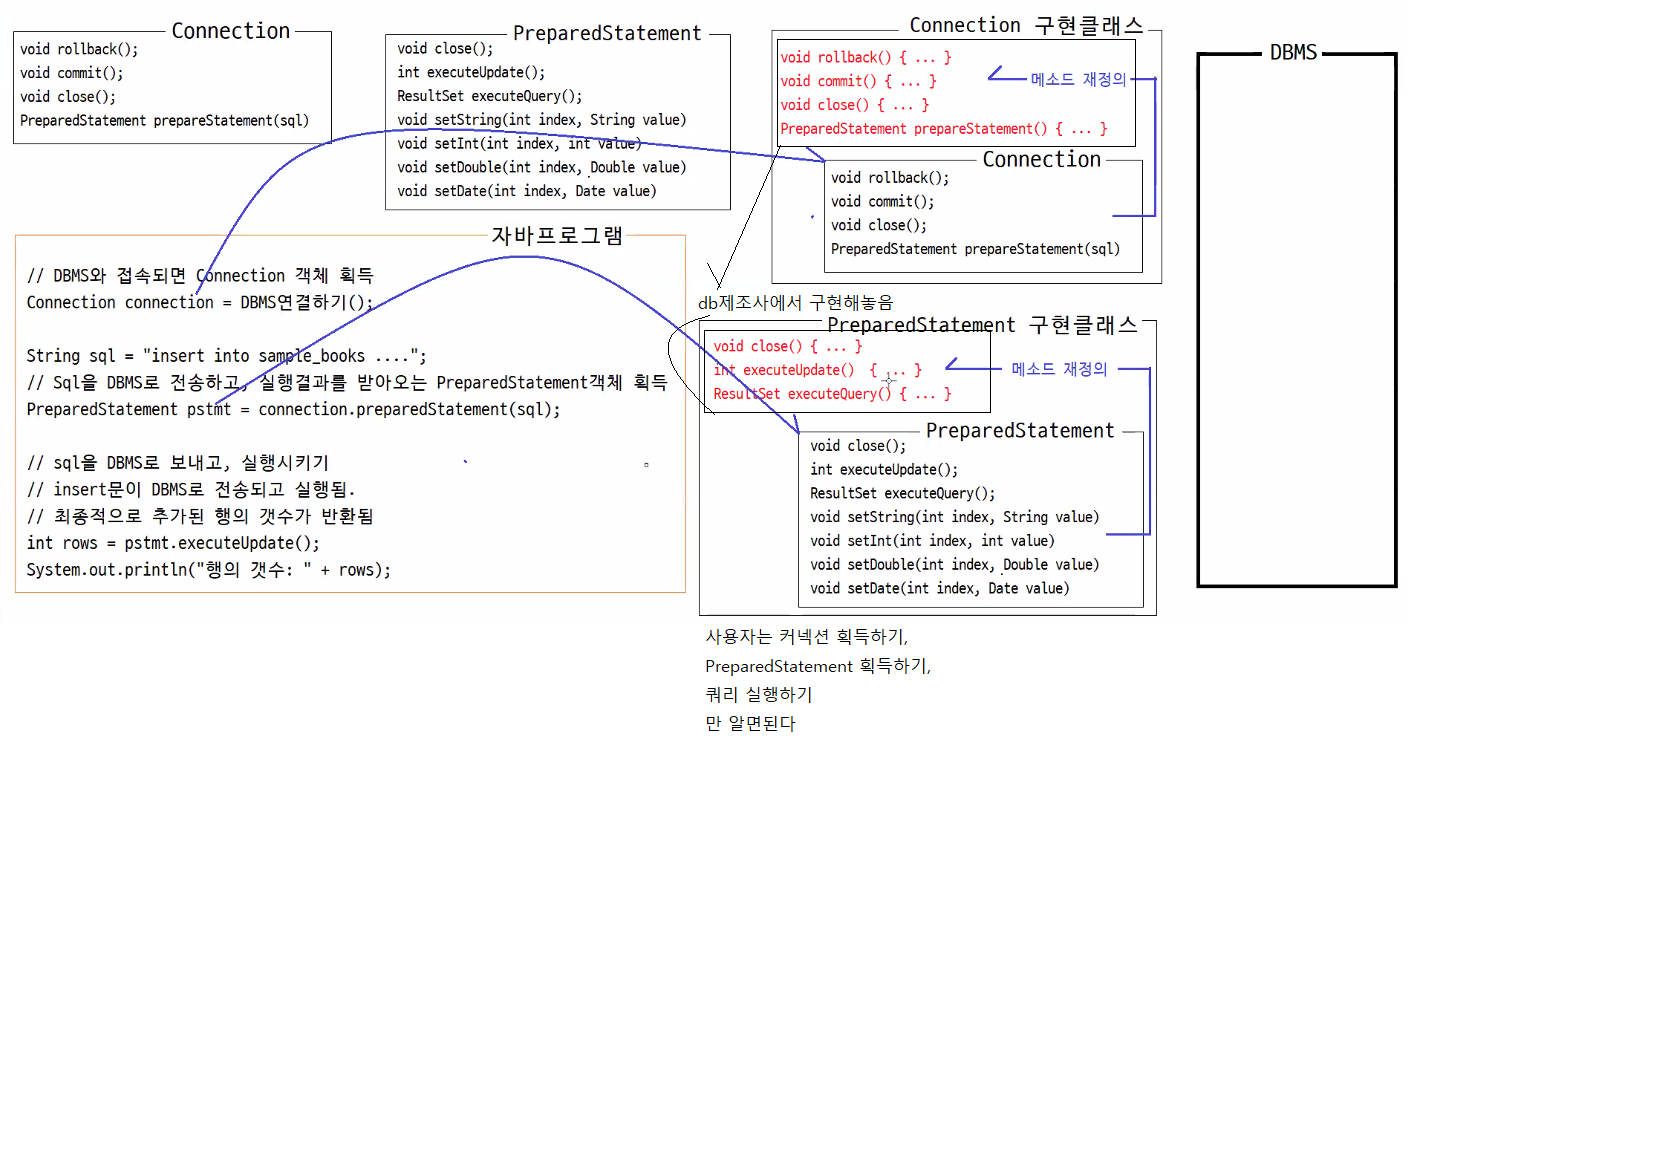 Connection
void rollback();
void commit();
void close();
PreparedStatement prepareStatement(sql)
PreparedStatement
void close();
int executeUpdate();
ResultSet executeQuery();
void setString(int index, String value)
void setInt(int index, int value)
void setDouble(int index, Double value)
void setDate(int index, Date value)
Connection 구현클래스
void rollback() { ... }
void commit() { ... }
void close() { ... }
PreparedStatement prepareStatement() { ... }
메소드 재정의
Connection
void rollback();
void commit();
void close();
PreparedStatement prepareStatement(sql)
DBMS
자바프로그램
// DBMS와 접속되면 Connection 객체 획득
Connection connection = DBMS연결하기();
String sql = "insert into sample_books ....";
// Sql을 DBMS로 전송하고, 실행결과를 받아오는 PreparedStatement객체 획득
PreparedStatement pstmt = connection.preparedStatement(sql);
// sql을 DBMS로 보내고, 실행시키기
// insert문이 DBMS로 전송되고 실행됨.
// 최종적으로 추가된 행의 갯수가 반환됨
int rows = pstmt.executeUpdate();
System.out.println("행의 갯수: " + rows);
db제조사에서 구현해놓음
PreparedStatement 구현클래스
void close() { ... }
int executeUpdate() { ... }
ResultSet executeQuery() { ... }
메소드 재정의
PreparedStatement
void close();
int executeUpdate();
ResultSet executeQuery();
void setString(int index, String value)
void setInt(int index, int value)
void setDouble(int index, Double value)
void setDate(int index, Date value)
사용자는 커넥션 획득하기,
PreparedStatement 획득하기,
쿼리 실행하기
만 알면된다